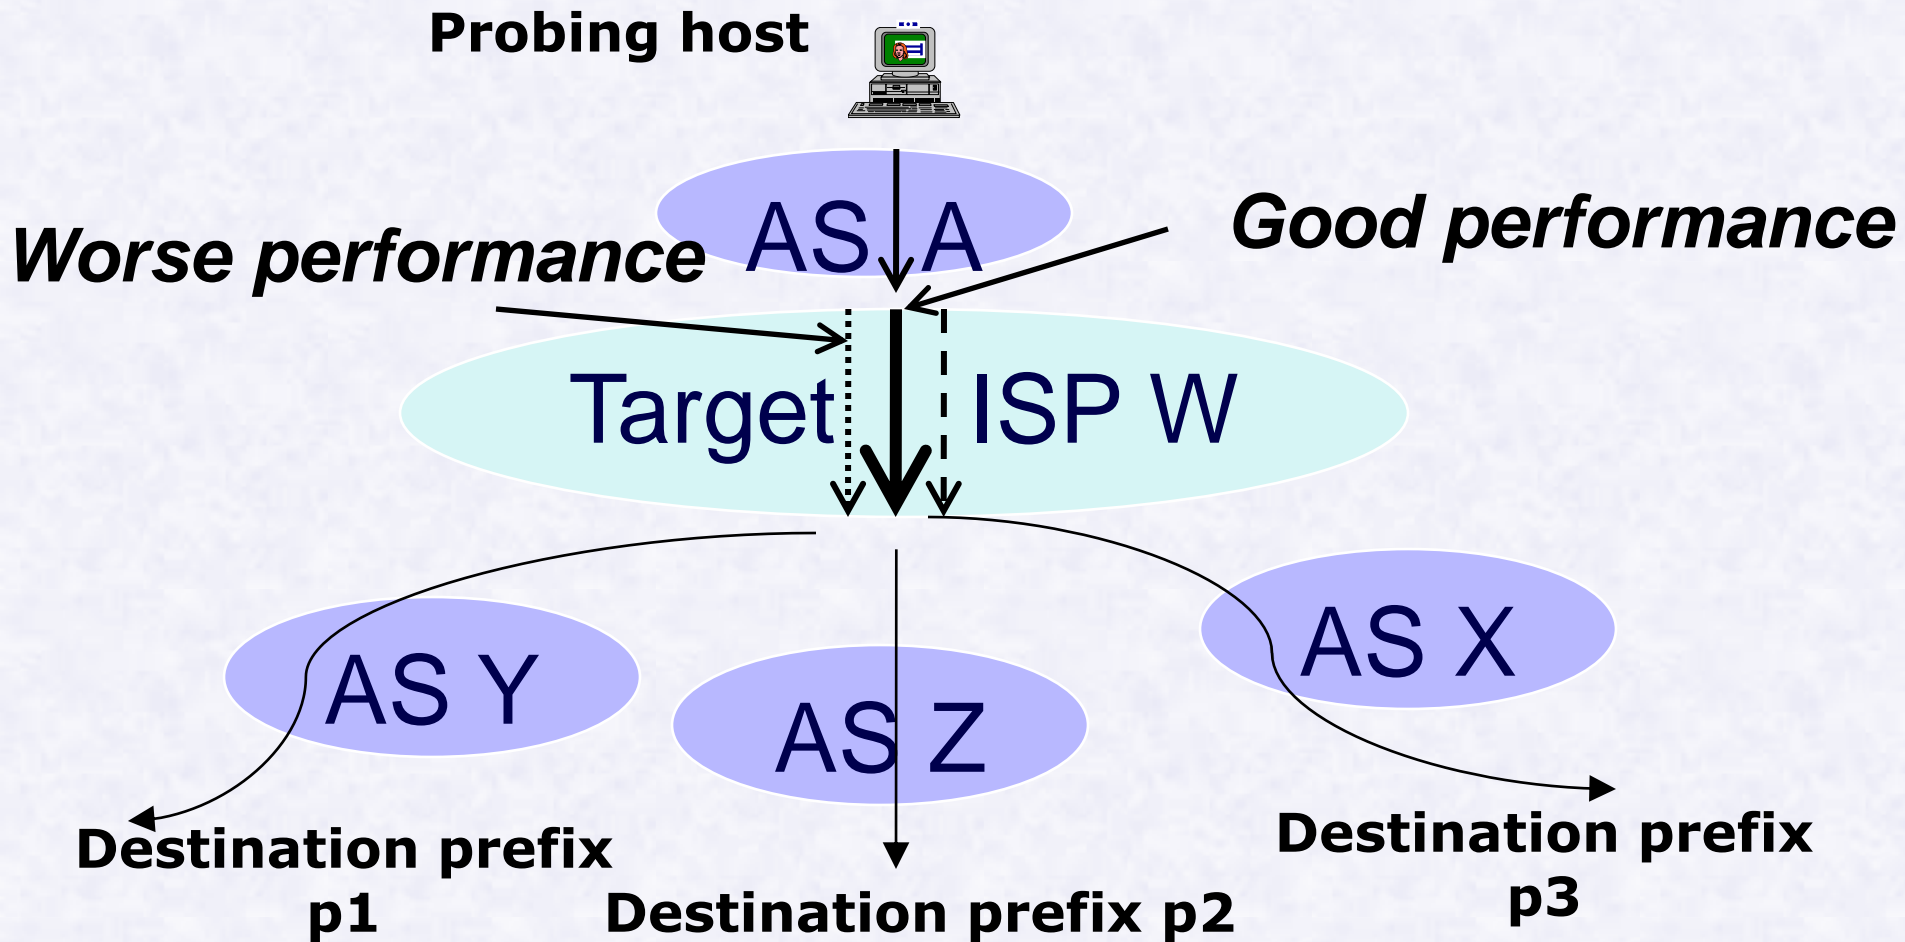 Probing host
AS A
Good performance
Worse performance
Target ISP W
AS X
AS Y
AS Z
Destination prefix
p1
Destination prefix p2
Destination prefix
p3